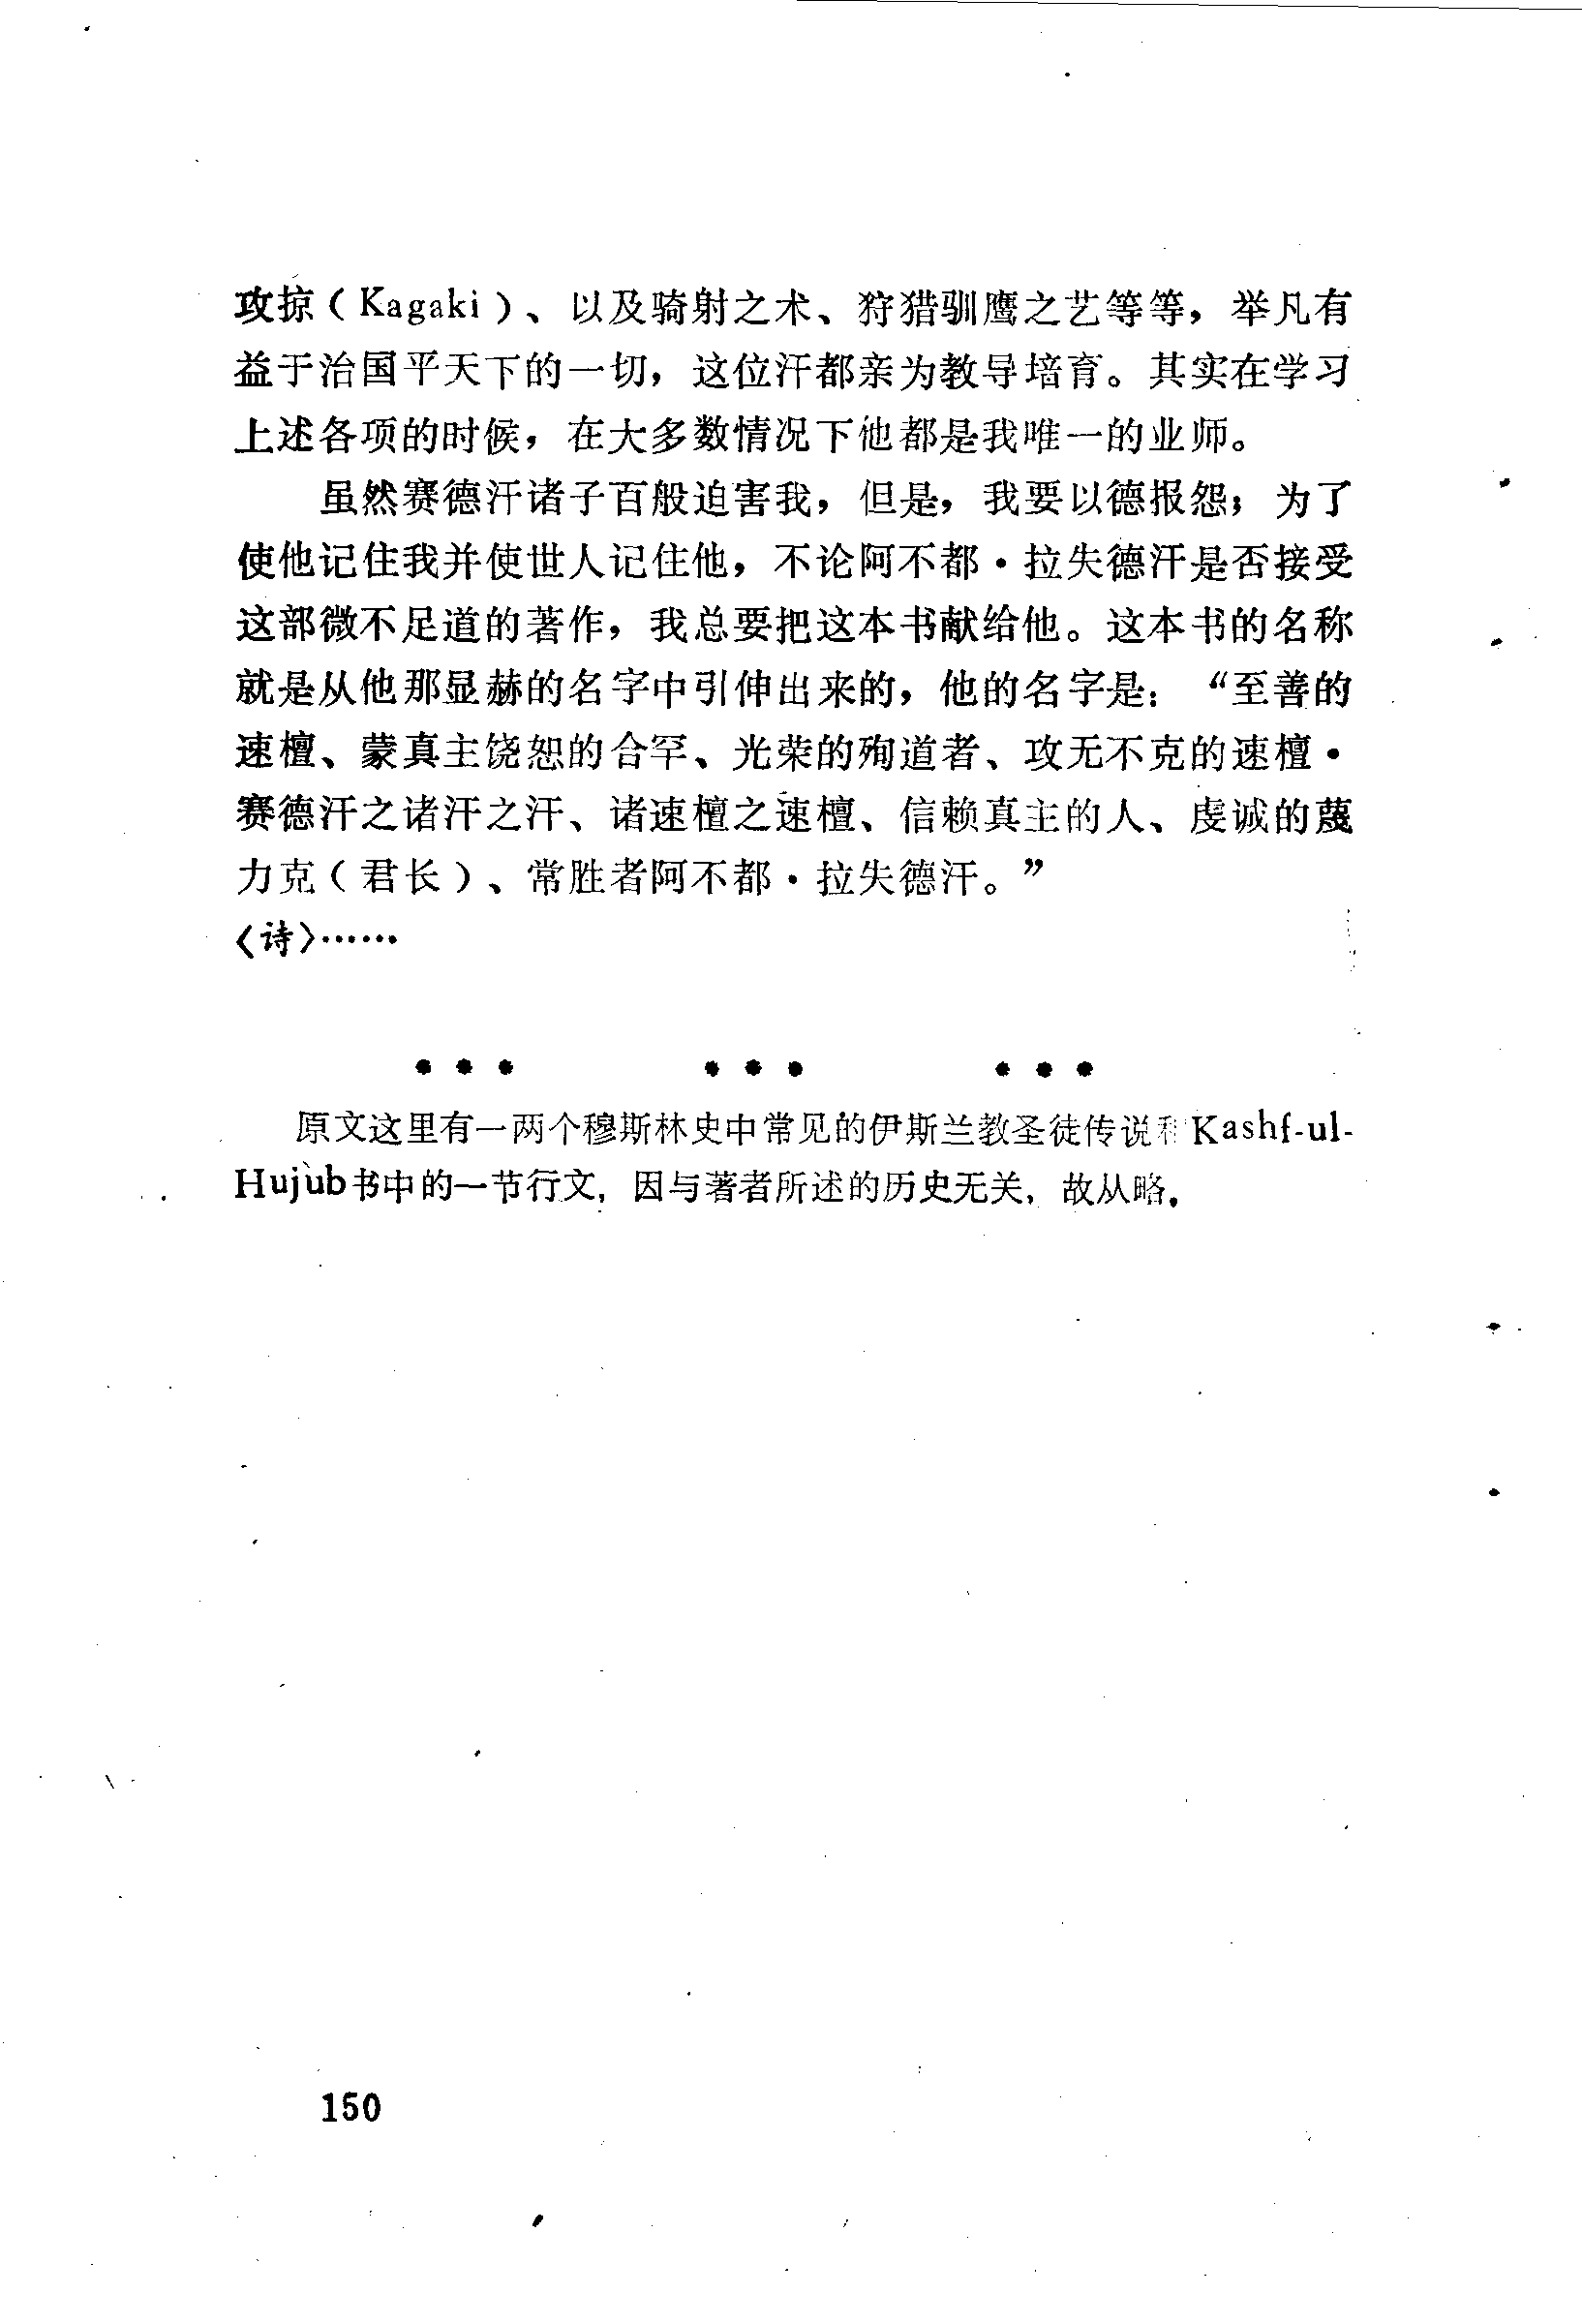 攻掠（Kagaki）、以及骑射之术、狩猎驯鹰之艺等等，举凡有
益于治国平天下的一切，这位汗都亲为教导培育。其实在学习
上述各项的时候，在大多数情况下他都是我唯一的业师。
虽然赛德汗诸子百般迫害我，但是，我要以德报怨；为了
使他记住我并使世人记住他，不论阿不都·拉失德汗是否接受
这部微不足道的著作，我总要把这本书献给他。这本书的名称
就是从他那显赫的名字中引伸出来的，他的名字是：“至善的
速檀、蒙真主饶恕的合罕、光荣的殉道者、攻无不克的速檀·
赛德汗之诸汗之汗、诸速檀之速檀、信赖真主的人、虔诚的蔑
力克（君长）、常胜者阿不都·拉失德汗。”
〈诗〉……
••• ••• •••
原文这里有一两个穆斯林史中常见的伊斯兰教圣徒传说和Kashf-ul-
Hujub书中的一节行文，因与著者所述的历史无关，故从略。
150